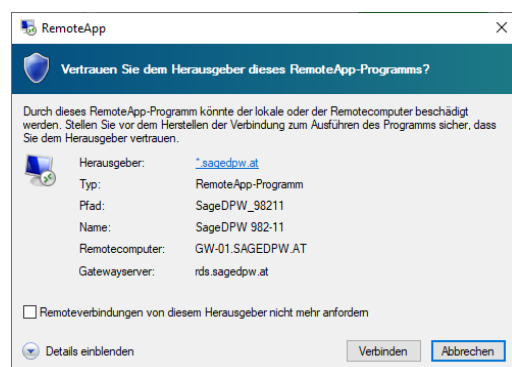 RemoteApp
Vertrauen Sie dem Herausgeber dieses RemoteApp-Programms?
Durch dieses RemoteApp-Programm könnte der lokale oder der Remotecomputer beschädigt
werden. Stellen Sie vor dem Herstellen der Verbindung zum Ausführen des Programms sicher, dass
Sie dem Herausgeber vertrauen.
Herausgeber: *.sagedpw.at
Typ: RemoteApp-Programm
Pfad: SageDPW_98211
Name: SageDPW 982-11
Remotecomputer: GW-01.SAGEDPW.AT
Gatewayserver: rds.sagedpw.at
Remoteverbindungen von diesem Herausgeber nicht mehr anfordern
Details einblenden
Verbinden
Abbrechen